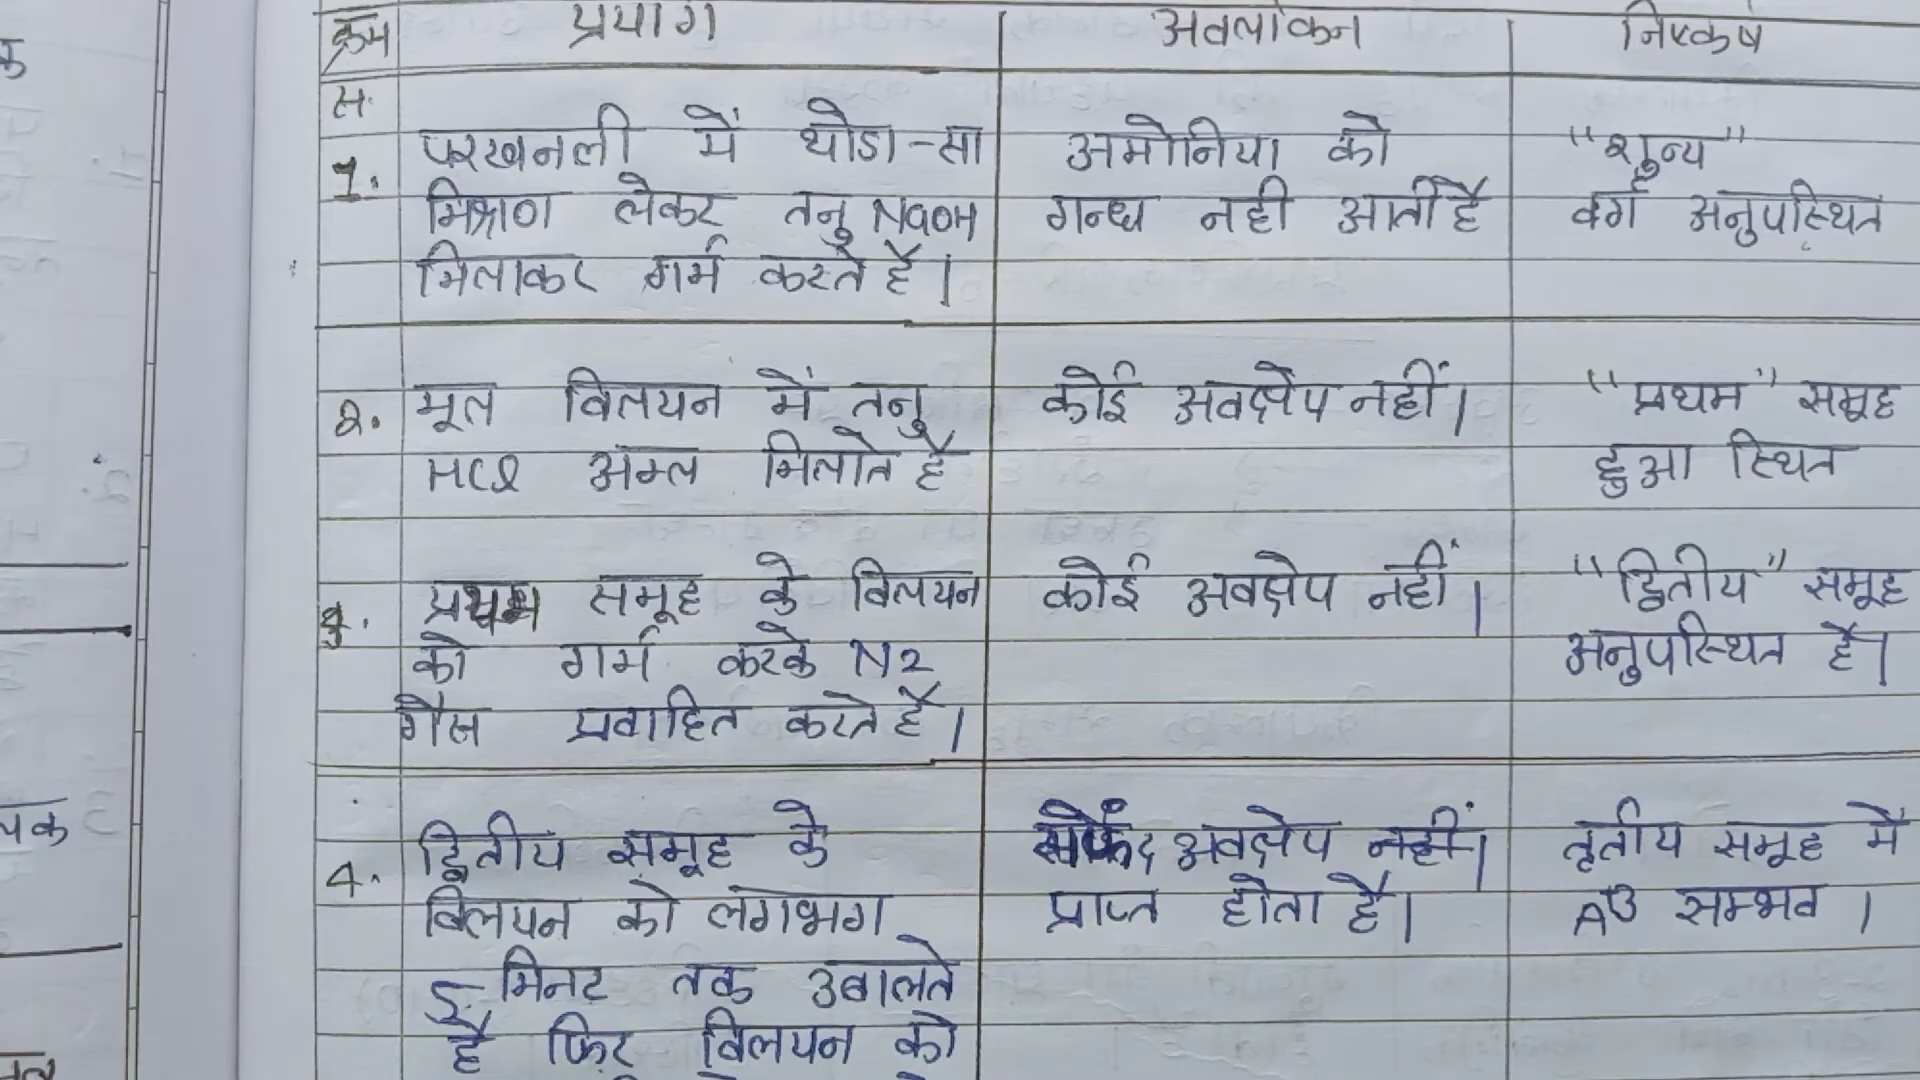 क्रम प्रयोग अवलोकन निष्कर्ष
स.
1. परखनली में थोडा-सा अमोनिया को "शुन्य"
मिश्रण लेकर तनु NaOH गन्ध नही आती है वर्ग अनुपस्थित
मिलाकर गर्म करते है।
2. मूल विलयन में तनु कोई अवक्षेप नहीं। "प्रथम" समूह
HCl अम्ल मिलाते है हुआ स्थित
3. प्रथम समूह के विलयन कोई अवक्षेप नहीं। "द्वितीय" समूह
को गर्म करके N2 अनुपस्थित है।
गैस प्रवाहित करते है।
4. द्वितीय समूह के सफेद अवक्षेप नहीं। तृतीय समूह में
विलयन को लगभग प्राप्त होता है। सम्भव।
5 मिनट तक उबालते
है फिर विलयन को